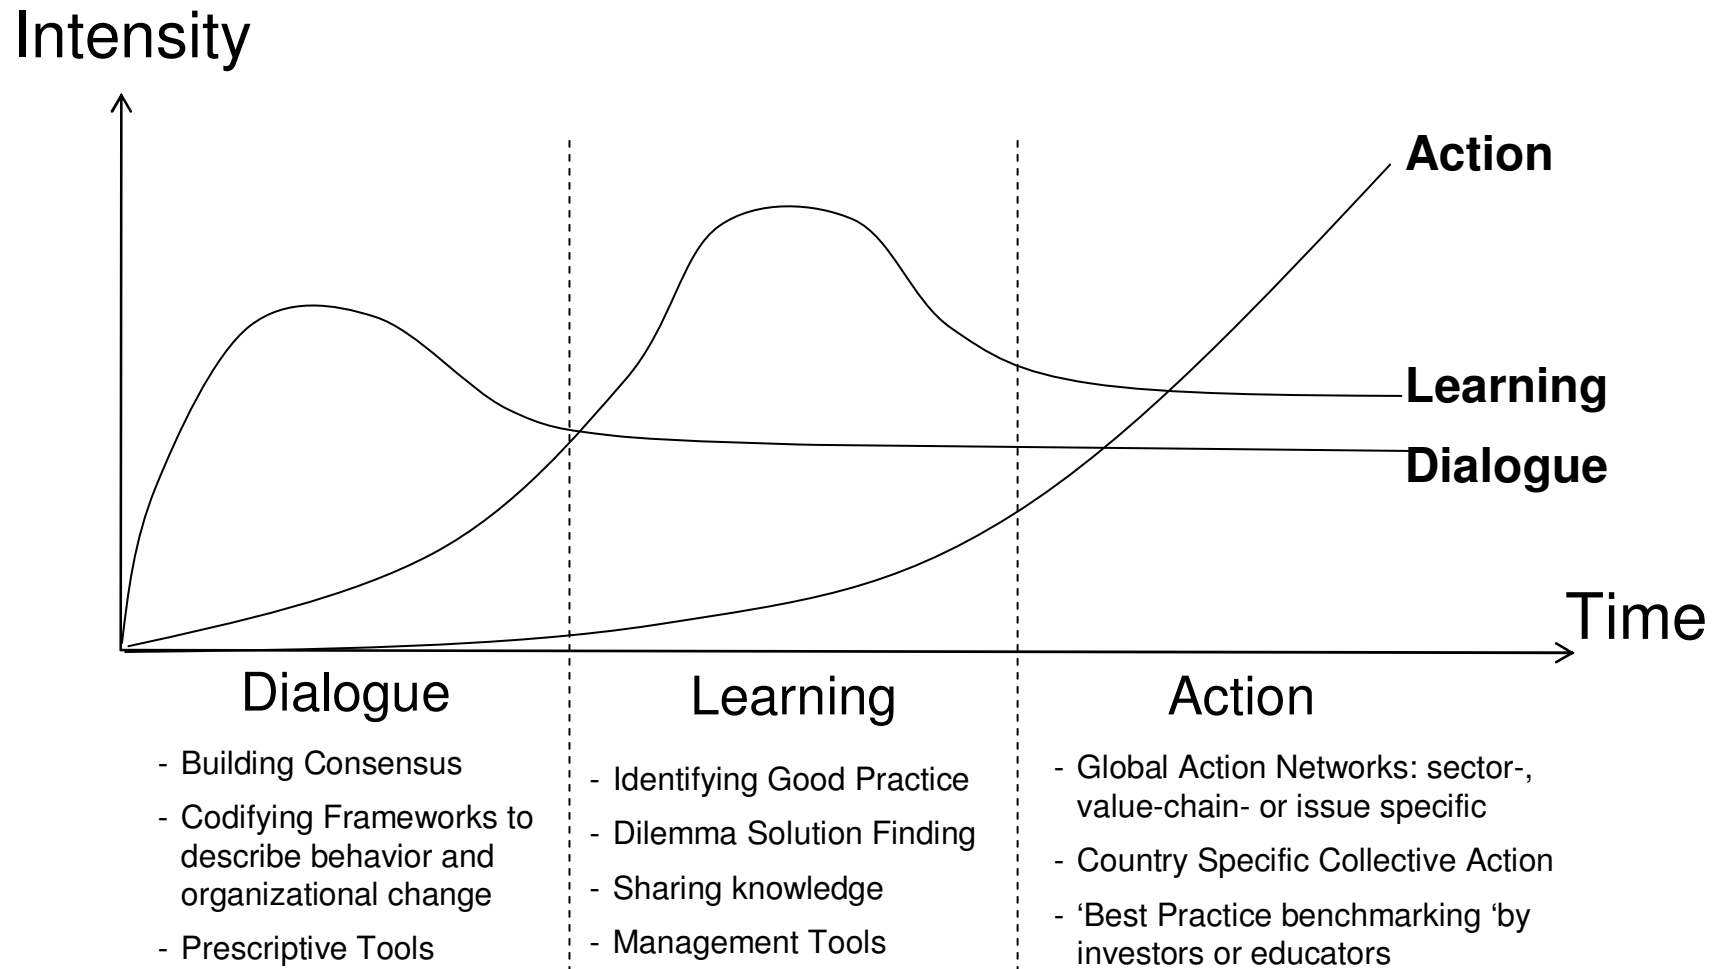 Intensity
Action
Learning
Dialogue
Time
Dialogue
- Building Consensus
- Codifying Frameworks to
describe behavior and
organizational change
- Prescriptive Tools
Learning
- Identifying Good Practice
- Dilemma Solution Finding
- Sharing knowledge
- Management Tools
Action
- Global Action Networks: sector-,
value-chain- or issue specific
- Country Specific Collective Action
- ‘Best Practice benchmarking ‘by
investors or educators